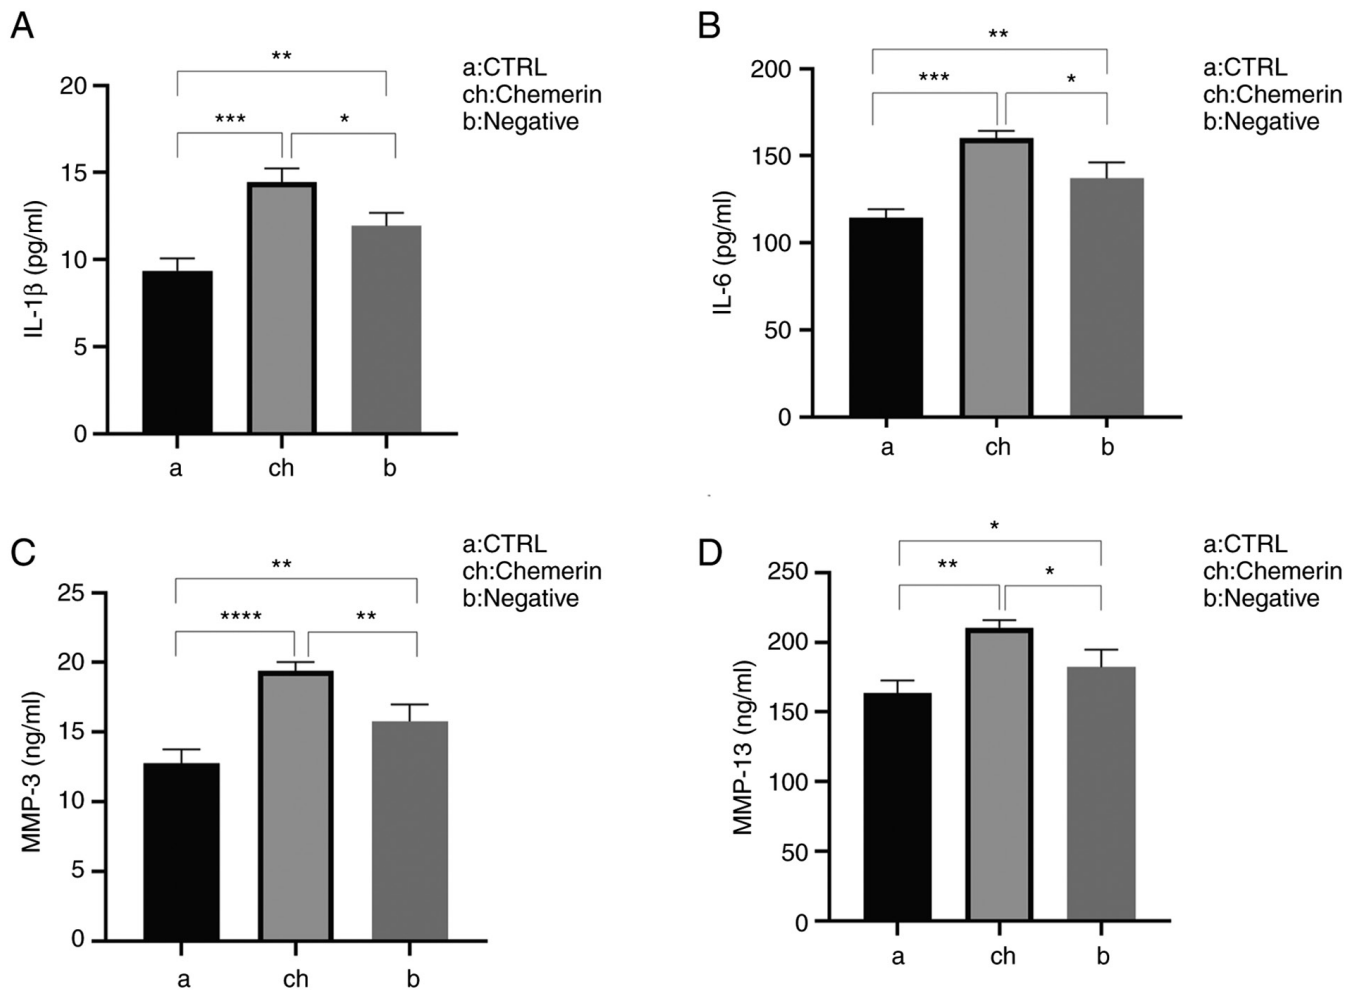 A
**
a:CTRL
ch:Chemerin
b:Negative
***
*
20
15
10
5
0
IL-1β (pg/ml)
a
ch
b
B
**
a:CTRL
ch:Chemerin
b:Negative
***
*
200
150
100
50
0
IL-6 (pg/ml)
a
ch
b
C
**
a:CTRL
ch:Chemerin
b:Negative
****
**
25
20
15
10
5
0
MMP-3 (ng/ml)
a
ch
b
D
*
a:CTRL
ch:Chemerin
b:Negative
**
*
250
200
150
100
50
0
MMP-13 (ng/ml)
a
ch
b